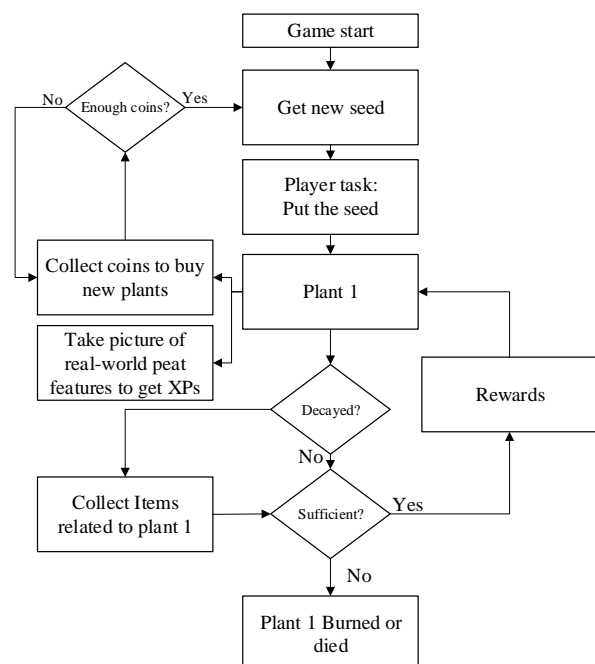 Game start
No
Enough coins?
Yes
Get new seed
Player task:
Put the seed
Collect coins to buy
new plants
Plant 1
Take picture of
real-world peat
features to get XPs
Rewards
Decayed?
No
Collect Items
related to plant 1
Sufficient?
Yes
No
Plant 1 Burned or
died